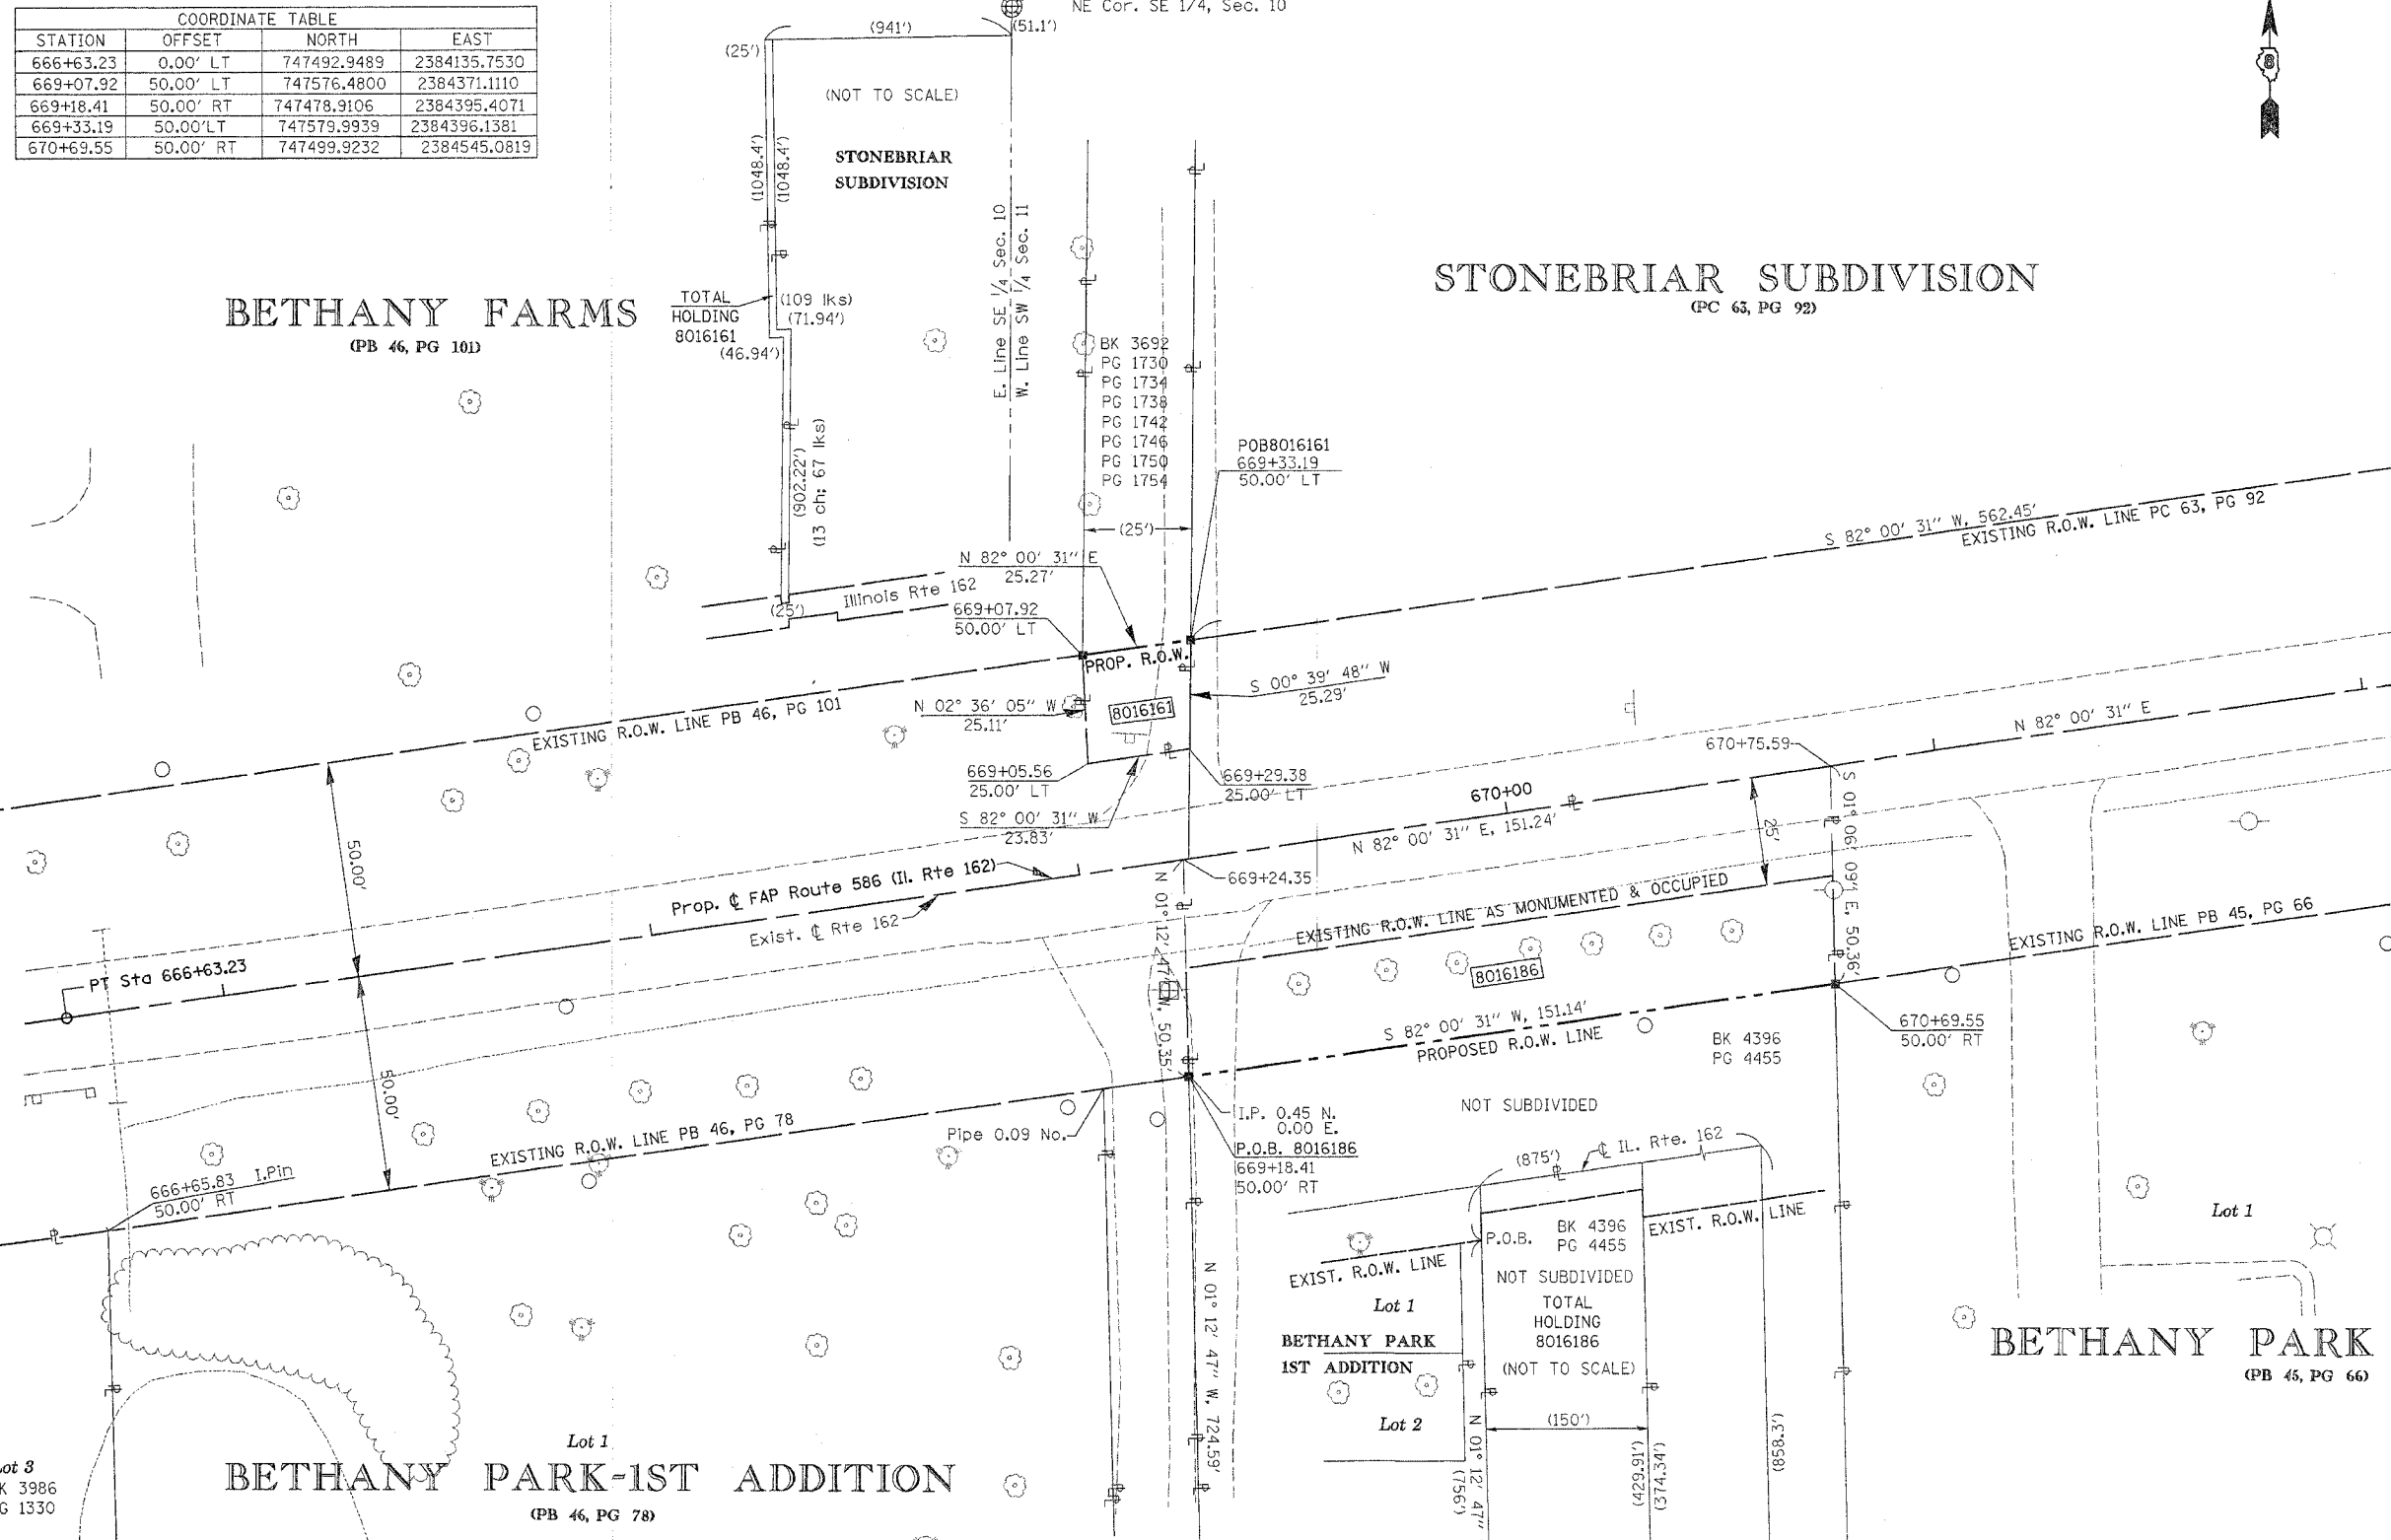 COORDINATE TABLE
STATION OFFSET NORTH EAST
666+63.23 0.00' LT 747492.9489 2384135.7530
669+07.92 50.00' LT 747576.4800 2384371.1110
669+18.41 50.00' RT 747478.9106 2384395.4071
669+33.19 50.00'LT 747579.9939 2384396.1381
670+69.55 50.00' RT 747499.9232 2384545.0819
NE Cor. SE 1/4, Sec. 10
(941')
(51.1')
(25')
(NOT TO SCALE)
STONEBRIAR
SUBDIVISION
(1048.4')
(1048.4')
8
E. Line SE 1/4 Sec. 10
W. Line SW 1/4 Sec. 11
BETHANY FARMS
(PB 46, PG 101)
TOTAL
HOLDING
8016161
(109 lks)
(71.94')
(46.94')
(902.22')
(13 ch; 67 lks)
STONEBRIAR SUBDIVISION
(PC 63, PG 92)
BK 3692
PG 1730
PG 1734
PG 1738
PG 1742
PG 1746
PG 1750
PG 1754
POB8016161
669+33.19
50.00' LT
(25')
S 82° 00' 31" W, 562.45'
EXISTING R.O.W. LINE PC 63, PG 92
N 82° 00' 31" E
25.27'
Illinois Rte 162
(25')
669+07.92
50.00' LT
PROP. R.O.W.
S 00° 39' 48" W
25.29'
N 02° 36' 05" W
25.11'
8016161
EXISTING R.O.W. LINE PB 46, PG 101
N 82° 00' 31" E
670+75.59
669+05.56
25.00' LT
669+29.38
25.00' LT
S 82° 00' 31" W
23.83'
670+00
N 82° 00' 31" E, 151.24'
25'
S 01° 06' 09" E, 50.36'
50.00'
Prop. ℄ FAP Route 586 (Il. Rte 162)
Exist. ℄ Rte 162
669+24.35
N 01° 12' 47" W, 50.35'
EXISTING R.O.W. LINE AS MONUMENTED & OCCUPIED
8016186
EXISTING R.O.W. LINE PB 45, PG 66
PT Sta 666+63.23
50.00'
S 82° 00' 31" W, 151.14'
PROPOSED R.O.W. LINE
BK 4396
PG 4455
670+69.55
50.00' RT
EXISTING R.O.W. LINE PB 46, PG 78
Pipe 0.09 No.
I.P. 0.45 N.
0.00 E.
P.O.B. 8016186
669+18.41
50.00' RT
NOT SUBDIVIDED
666+65.83 I.Pin
50.00' RT
(875')
℄ IL. Rte. 162
P.O.B.
BK 4396
PG 4455
EXIST. R.O.W. LINE
EXIST. R.O.W. LINE
NOT SUBDIVIDED
TOTAL
HOLDING
8016186
(NOT TO SCALE)
Lot 1
BETHANY PARK
1ST ADDITION
Lot 2
N 01° 12' 47" W, 724.59'
N 01° 12' 47"
(756')
(150')
(429.91')
(374.34')
(858.3')
Lot 1
BETHANY PARK
(PB 45, PG 66)
Lot 1
BETHANY PARK-1ST ADDITION
(PB 46, PG 78)
ot 3
K 3986
G 1330